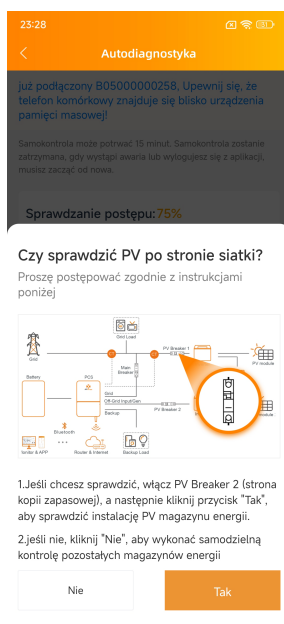 23:28
Autodiagnostyka
już podłączony B05000000258, Upewnij się, że
telefon komórkowy znajduje się blisko urządzenia
pamięci masowej!
Samokontrola może potrwać 15 minut. Samokontrola zostanie
zatrzymana, gdy wystąpi awaria lub wylogujesz się z aplikacji,
musisz zacząć od nowa.
Sprawdzanie postępu:75%
Czy sprawdzić PV po stronie siatki?
Proszę postępować zgodnie z instrukcjami
poniżej
Grid Load
Grid
Main
Breaker
PV Breaker 1
PV module
Battery
PCS
Grid
Off-Grid Input/Gen
Backup
PV Breaker 2
module
Bluetooth
Monitor & APP
Router & Internet
Backup Load
1.Jeśli chcesz sprawdzić, włącz PV Breaker 2 (strona
kopii zapasowej), a następnie kliknij przycisk "Tak",
aby sprawdzić instalację PV magazynu energii.
2.jeśli nie, kliknij "Nie", aby wykonać samodzielną
kontrolę pozostałych magazynów energii
Nie
Tak